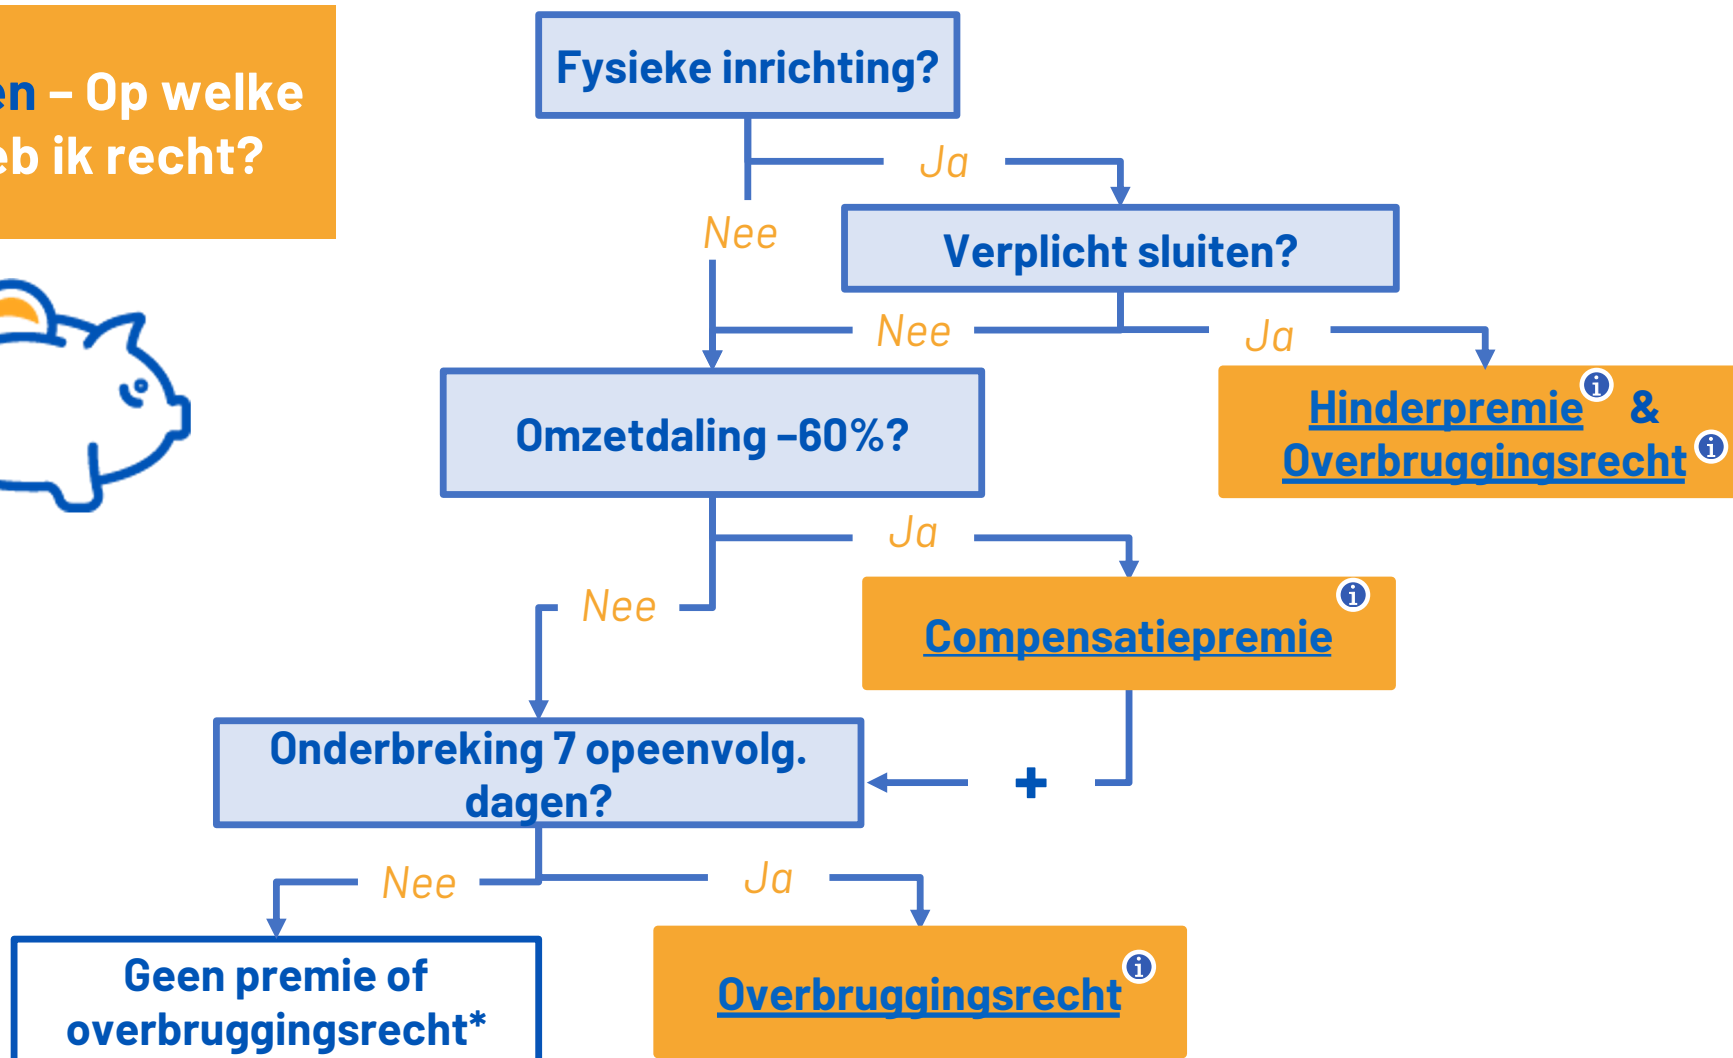 en – Op welke
eb ik recht?
Fysieke inrichting?
Ja
Nee
Verplicht sluiten?
Nee
Ja
Omzetdaling –60%?
Hinderpremie &
Overbruggingsrecht
Ja
Nee
Compensatiepremie
Onderbreking 7 opeenvolg.
dagen?
+
Nee
Ja
Geen premie of
overbruggingsrecht*
Overbruggingsrecht